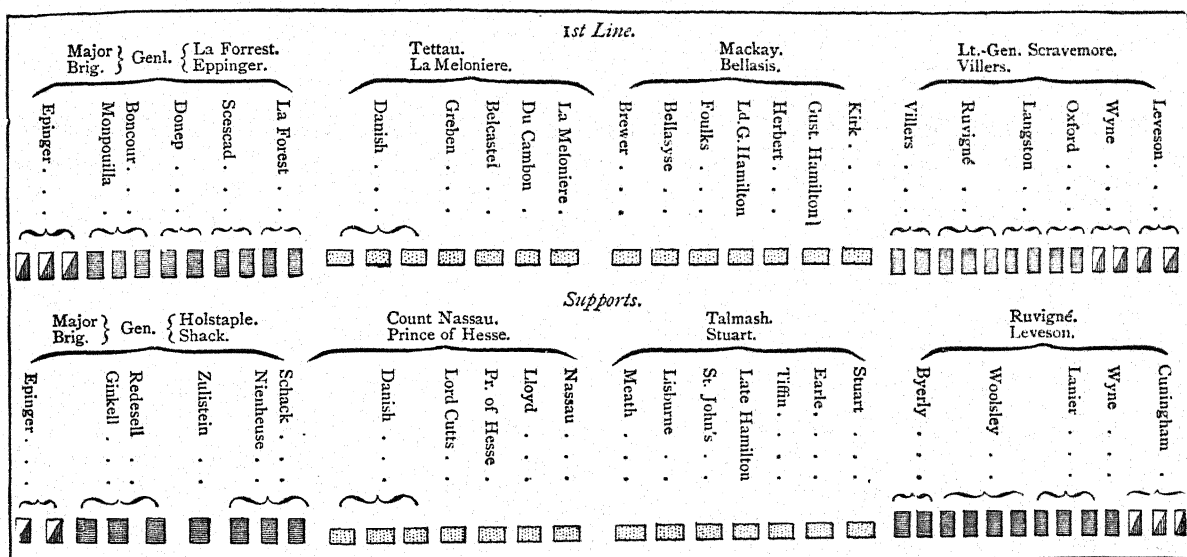 1st Line.
Major } Genl. { La Forrest.
Brig. } { Eppinger.
Tettau.
La Meloniere.
Mackay.
Bellasis.
Lt.-Gen. Scravemore.
Villers.
Epinger . . .
Monpouilla
Boncour. . .
Donep . . .
Scescad. . .
La Forest .
Danish . . .
Greben . . .
Belcastel . .
Du Cambon .
La Meloniere .
Brewer . . .
Bellasyse . .
Foulks . . .
Ld.G.Hamilton
Herbert . . .
Gust. Hamilton
Kirk . . . .
Villers . . .
Ruvigné . .
Langston . .
Oxford . . .
Wyne . . .
Leveson. . .
Supports.
Major } Gen. { Holstaple.
Brig. } { Shack.
Count Nassau.
Prince of Hesse.
Talmash.
Stuart.
Ruvigné.
Leveson.
Epinger. . .
Ginkell . . .
Redesell . .
Zulistein . .
Nienheuse .
Schack . . .
Danish . . .
Lord Cutts. .
Pr. of Hesse .
Lloyd . . .
Nassau. . .
Meath . . .
Lisburne . .
St. John's . .
Late Hamilton
Tiffin . . . .
Earle. . . .
Stuart . . .
Byerly . . .
Woolsley . .
Lanier . . .
Wyne . . .
Cuningham .